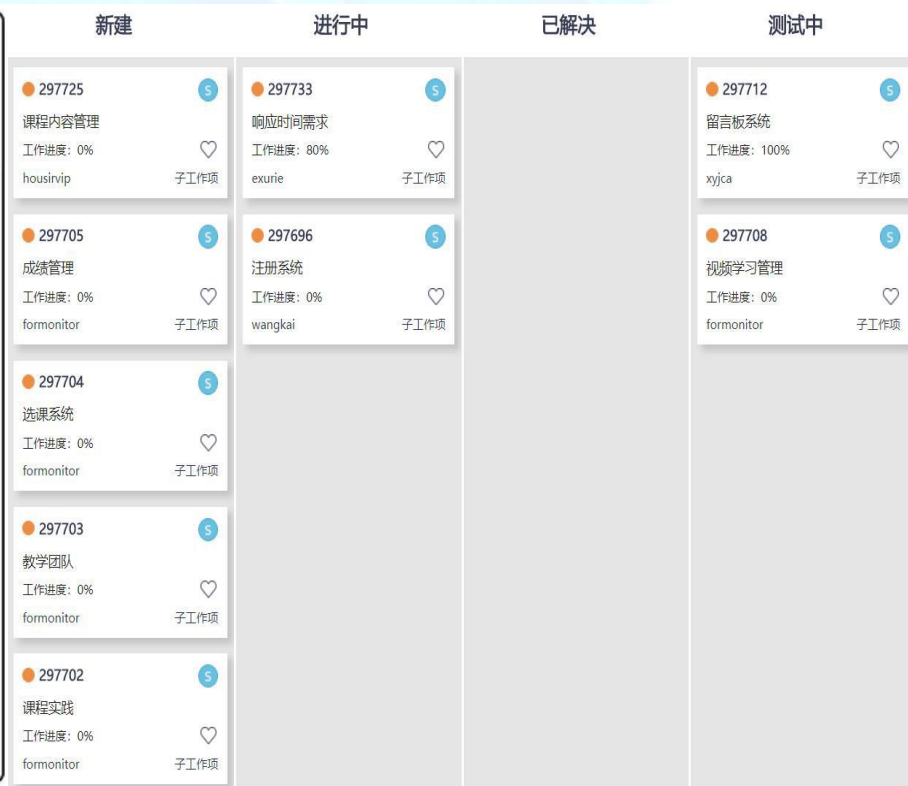 新建
进行中
已解决
测试中
297725
S
课程内容管理
工作进度：0%
housirvip
子工作项
297705
S
成绩管理
工作进度：0%
formonitor
子工作项
297704
S
选课系统
工作进度：0%
formonitor
子工作项
297703
S
教学团队
工作进度：0%
formonitor
子工作项
297702
S
课程实践
工作进度：0%
formonitor
子工作项
297733
S
响应时间需求
工作进度：80%
exurie
子工作项
297696
S
注册系统
工作进度：0%
wangkai
子工作项
297712
S
留言板系统
工作进度：100%
xyjca
子工作项
297708
S
视频学习管理
工作进度：0%
formonitor
子工作项